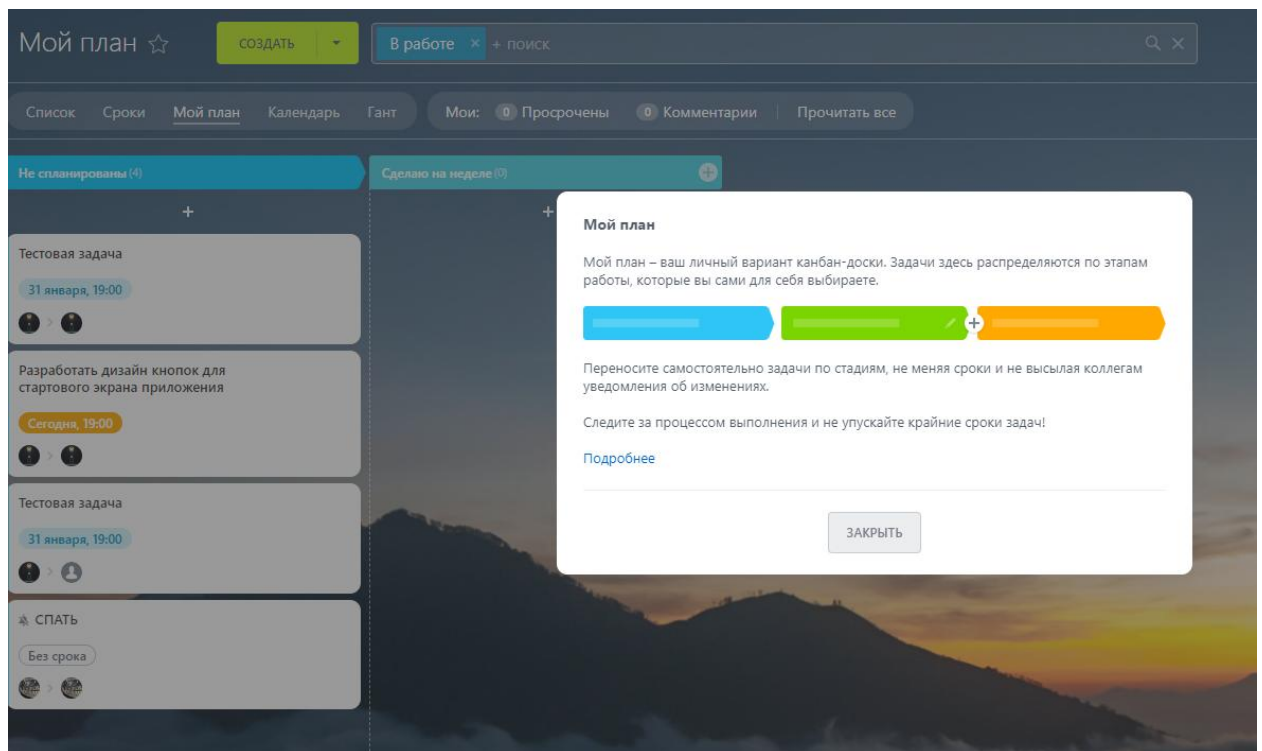 Мой план
СОЗДАТЬ
В работе × + поиск
Список Сроки Мой план Календарь Гант Мои: 0 Просрочены 0 Комментарии Прочитать все
Не спланированы (4)
Сделаю на неделе (0)
Тестовая задача
31 января, 19:00
Разработать дизайн кнопок для
стартового экрана приложения
Сегодня, 19:00
Тестовая задача
31 января, 19:00
СПАТЬ
Без срока
Мой план
Мой план – ваш личный вариант канбан-доски. Задачи здесь распределяются по этапам
работы, которые вы сами для себя выбираете.
Переносите самостоятельно задачи по стадиям, не меняя сроки и не высылая коллегам
уведомления об изменениях.
Следите за процессом выполнения и не упускайте крайние сроки задач!
Подробнее
ЗАКРЫТЬ